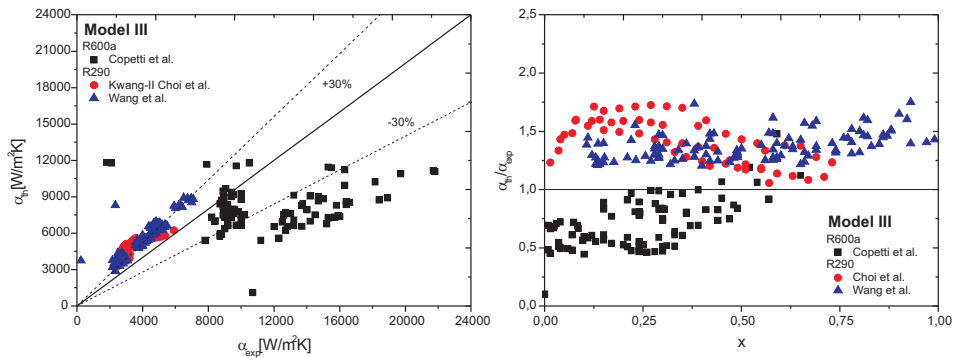 24000
21000
18000
15000
12000
9000
6000
3000
0
α_th[W/m²K]
Model III
R600a
Copetti et al.
R290
Kwang-Il Choi et al.
Wang et al.
+30%
-30%
0 4000 8000 12000 16000 20000 24000
α_exp[W/m²K]
2,5
2,0
1,5
1,0
0,5
0,0
α_th/α_exp
Model III
R600a
Copetti et al.
R290
Choi et al.
Wang et al.
0,00 0,25 0,50 0,75 1,00
x